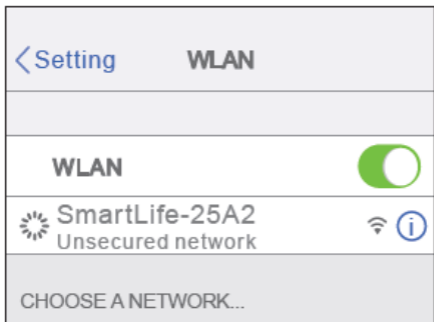 Setting WLAN
WLAN
SmartLife-25A2
Unsecured network
CHOOSE A NETWORK...